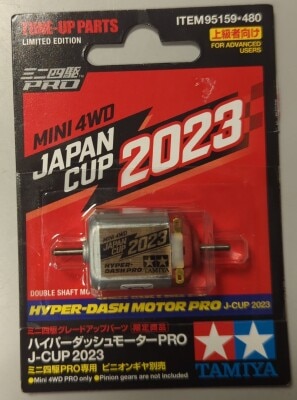 TUNE-UP PARTS
LIMITED EDITION
ITEM95159・480
上級者向け
FOR ADVANCED
USERS
ミニ四駆
PRO
MINI 4WD
JAPAN
CUP
2023
MINI 4WD
JAPAN
CUP
2023
HYPER-
DASH PRO
TAMIYA
DOUBLE SHAFT MO
HYPER-DASH MOTOR PRO J-CUP 2023
ミニ四駆グレードアップパーツ 限定商品
ハイパーダッシュモーターPRO
J-CUP 2023
ミニ四駆PRO専用 ピニオンギヤ別売
●Mini 4WD PRO only ●Pinion gears are not included.
TAMIYA